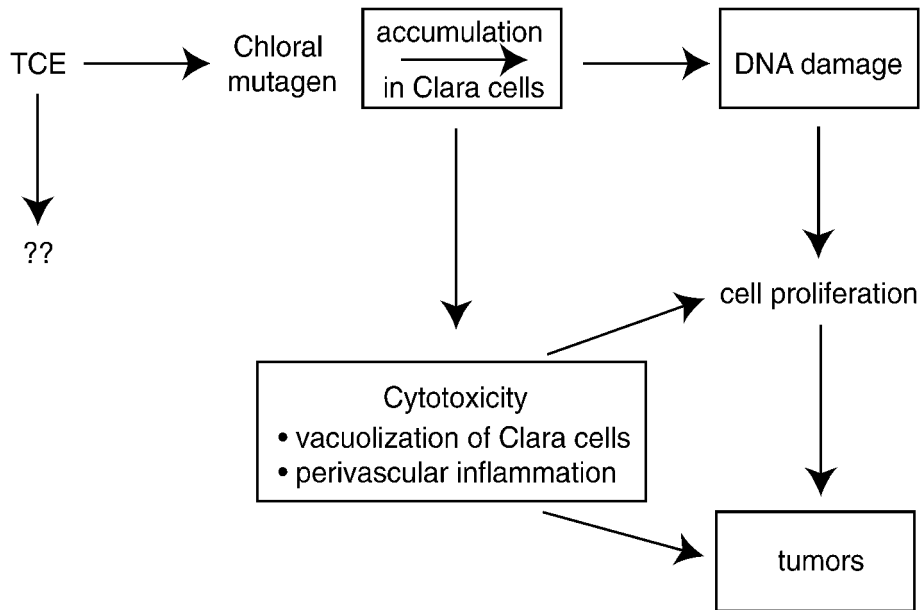 TCE
Chloral
mutagen
accumulation
in Clara cells
DNA damage
??
cell proliferation
Cytotoxicity
• vacuolization of Clara cells
• perivascular inflammation
tumors